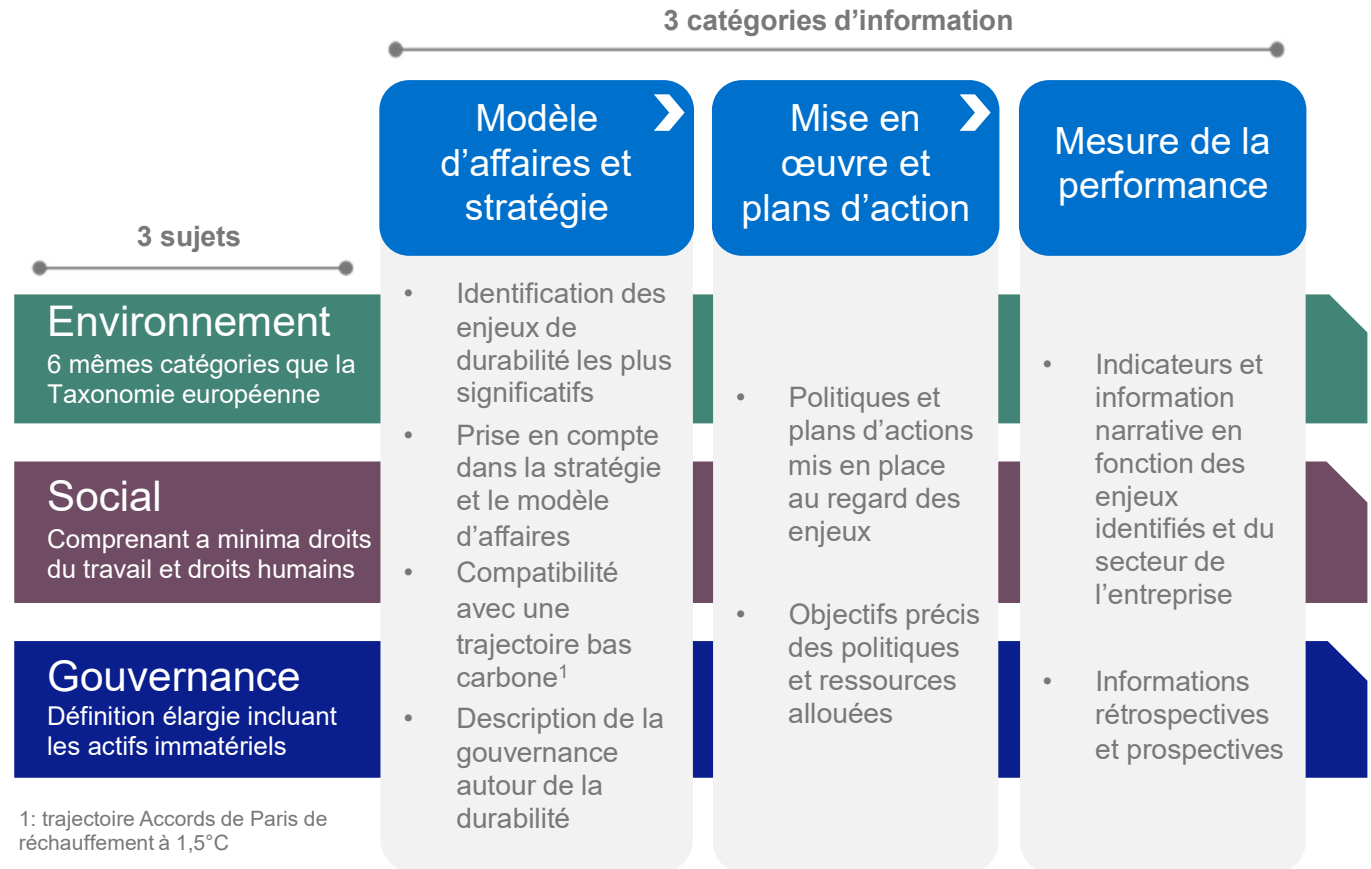 3 catégories d’information
Modèle
d’affaires et
stratégie
Mise en
œuvre et
plans d’action
Mesure de la
performance
3 sujets
Environnement
6 mêmes catégories que la
Taxonomie européenne
Social
Comprenant a minima droits
du travail et droits humains
Gouvernance
Définition élargie incluant
les actifs immatériels
• Identification des
enjeux de
durabilité les plus
significatifs
• Prise en compte
dans la stratégie
et le modèle
d’affaires
• Compatibilité
avec une
trajectoire bas
carbone¹
• Description de la
gouvernance
autour de la
durabilité
• Politiques et
plans d’actions
mis en place
au regard des
enjeux
• Objectifs précis
des politiques
et ressources
allouées
• Indicateurs et
information
narrative en
fonction des
enjeux
identifiés et du
secteur de
l’entreprise
• Informations
rétrospectives
et prospectives
1: trajectoire Accords de Paris de
réchauffement à 1,5°C